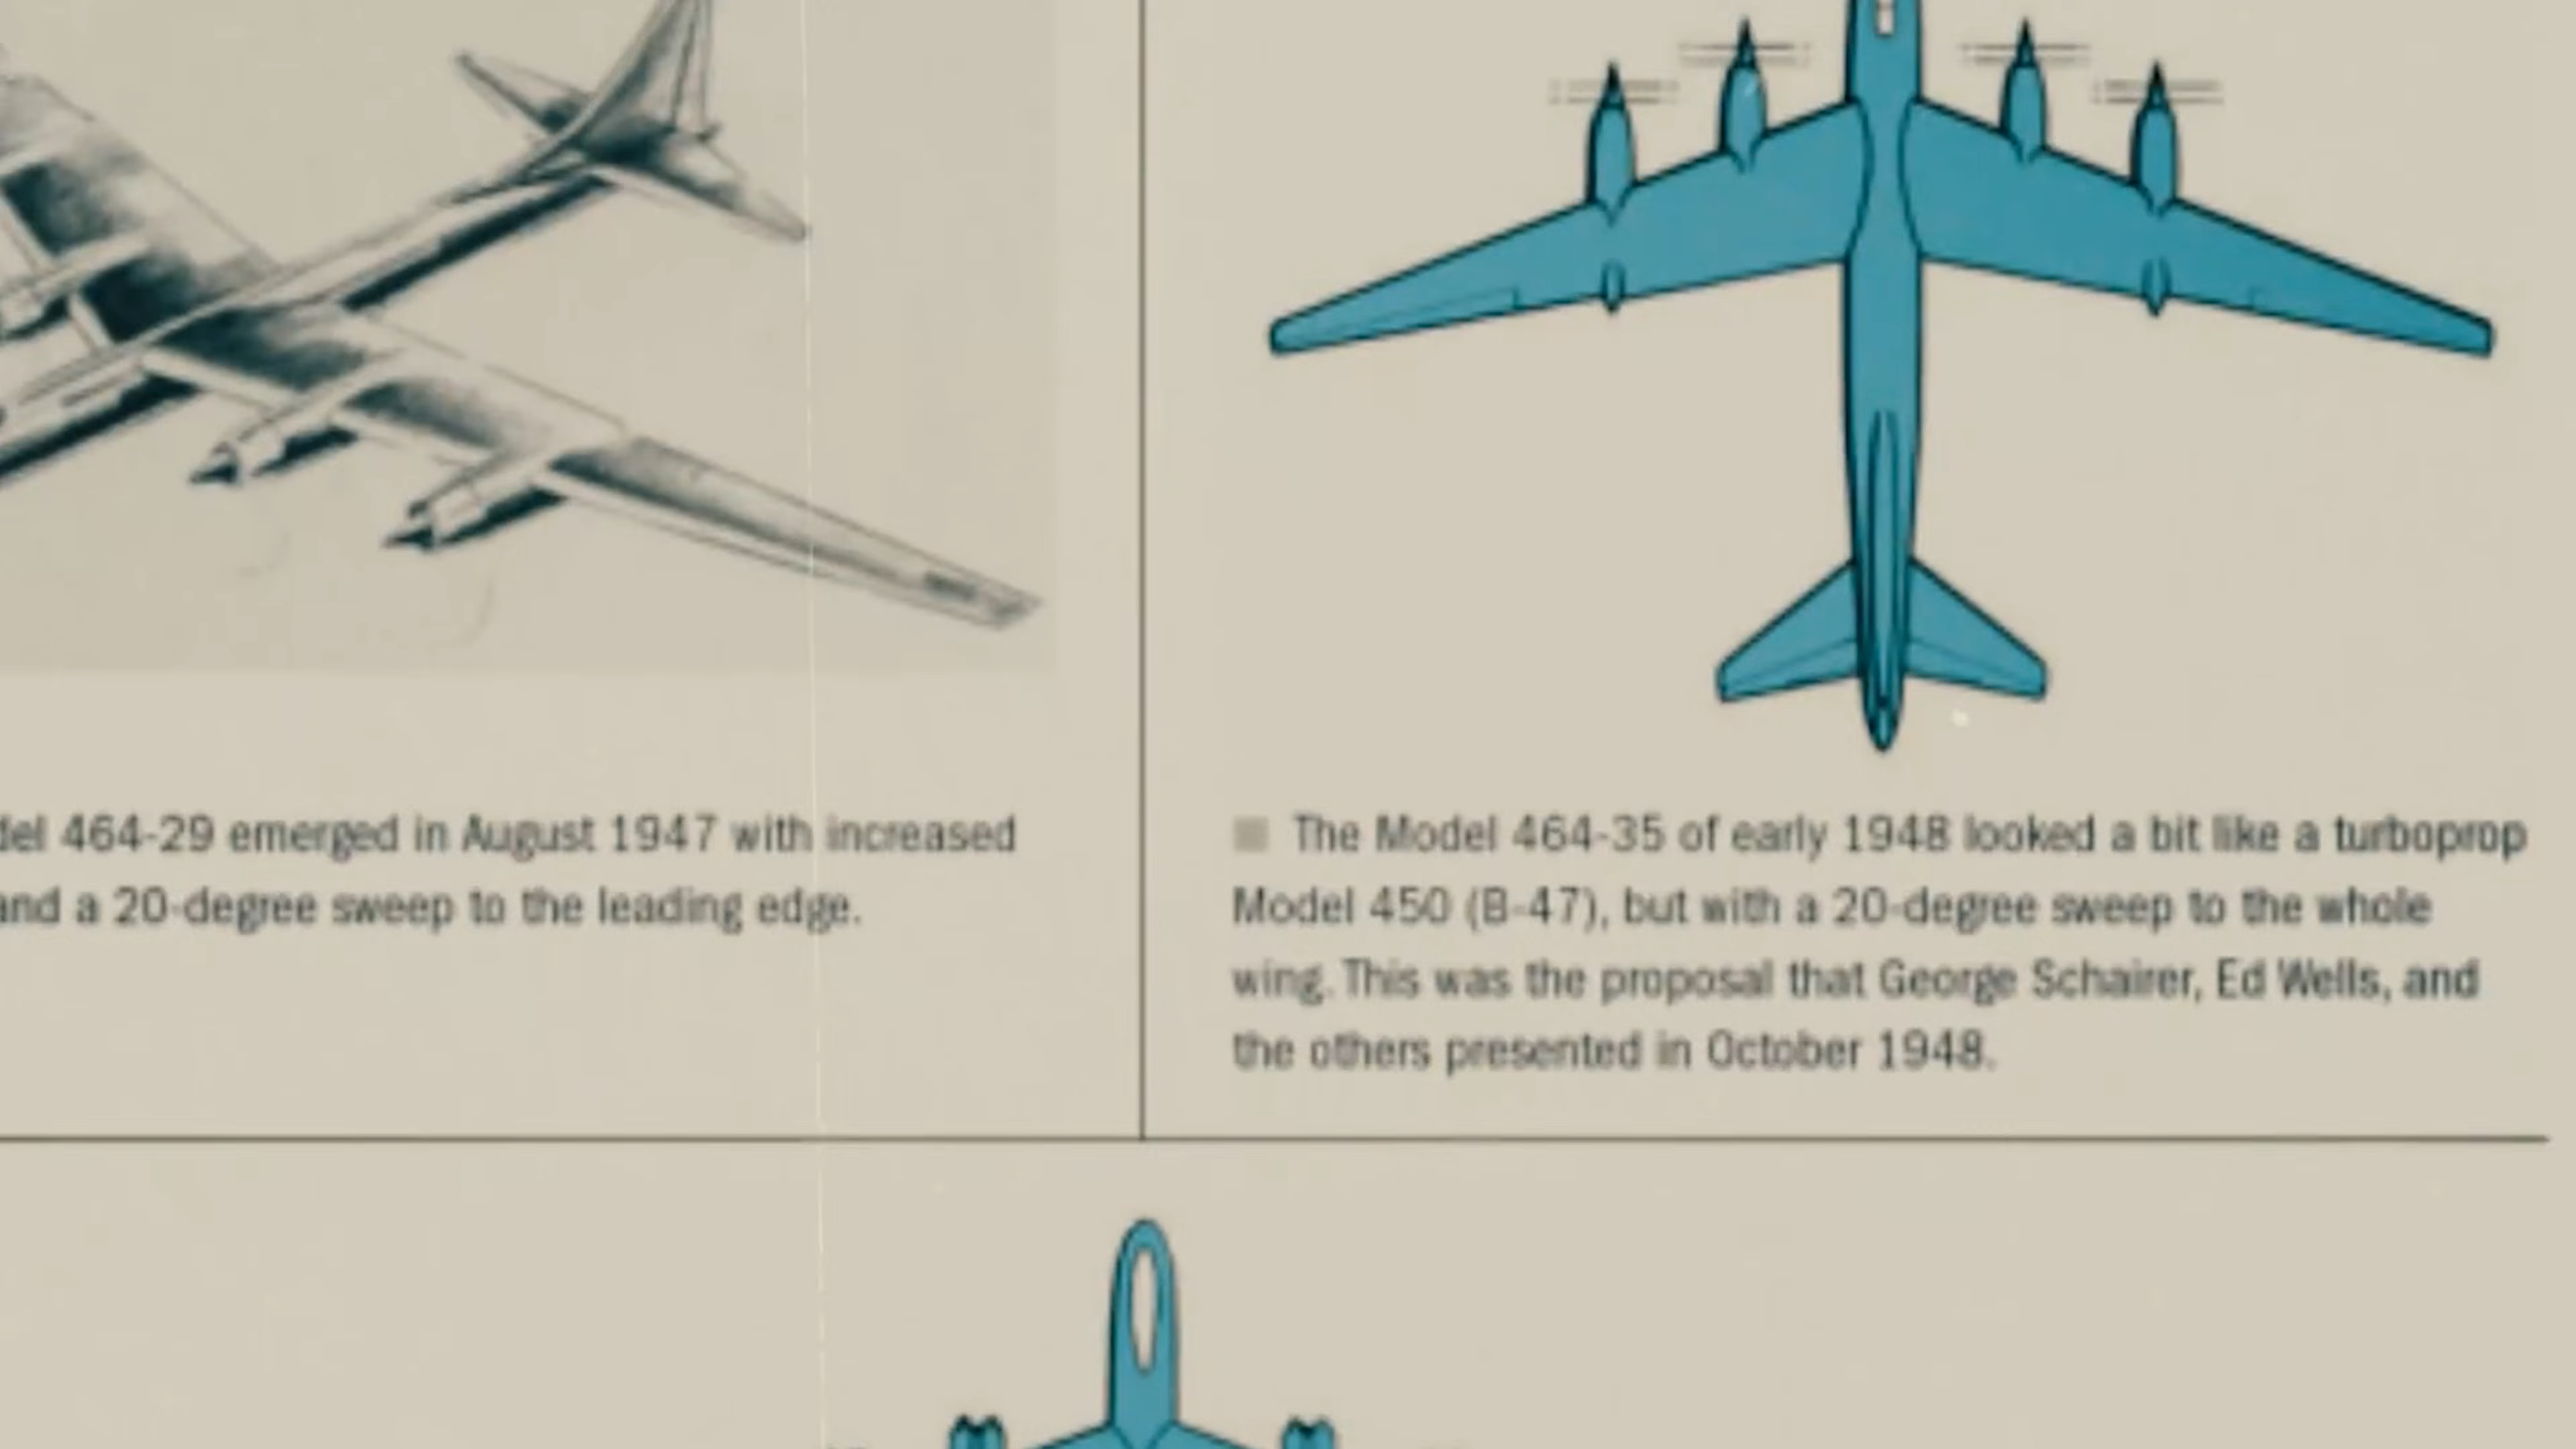 del 464-29 emerged in August 1947 with increased
and a 20-degree sweep to the leading edge.
The Model 464-35 of early 1948 looked a bit like a turboprop
Model 450 (B-47), but with a 20-degree sweep to the whole
wing. This was the proposal that George Schairer, Ed Wells, and
the others presented in October 1948.